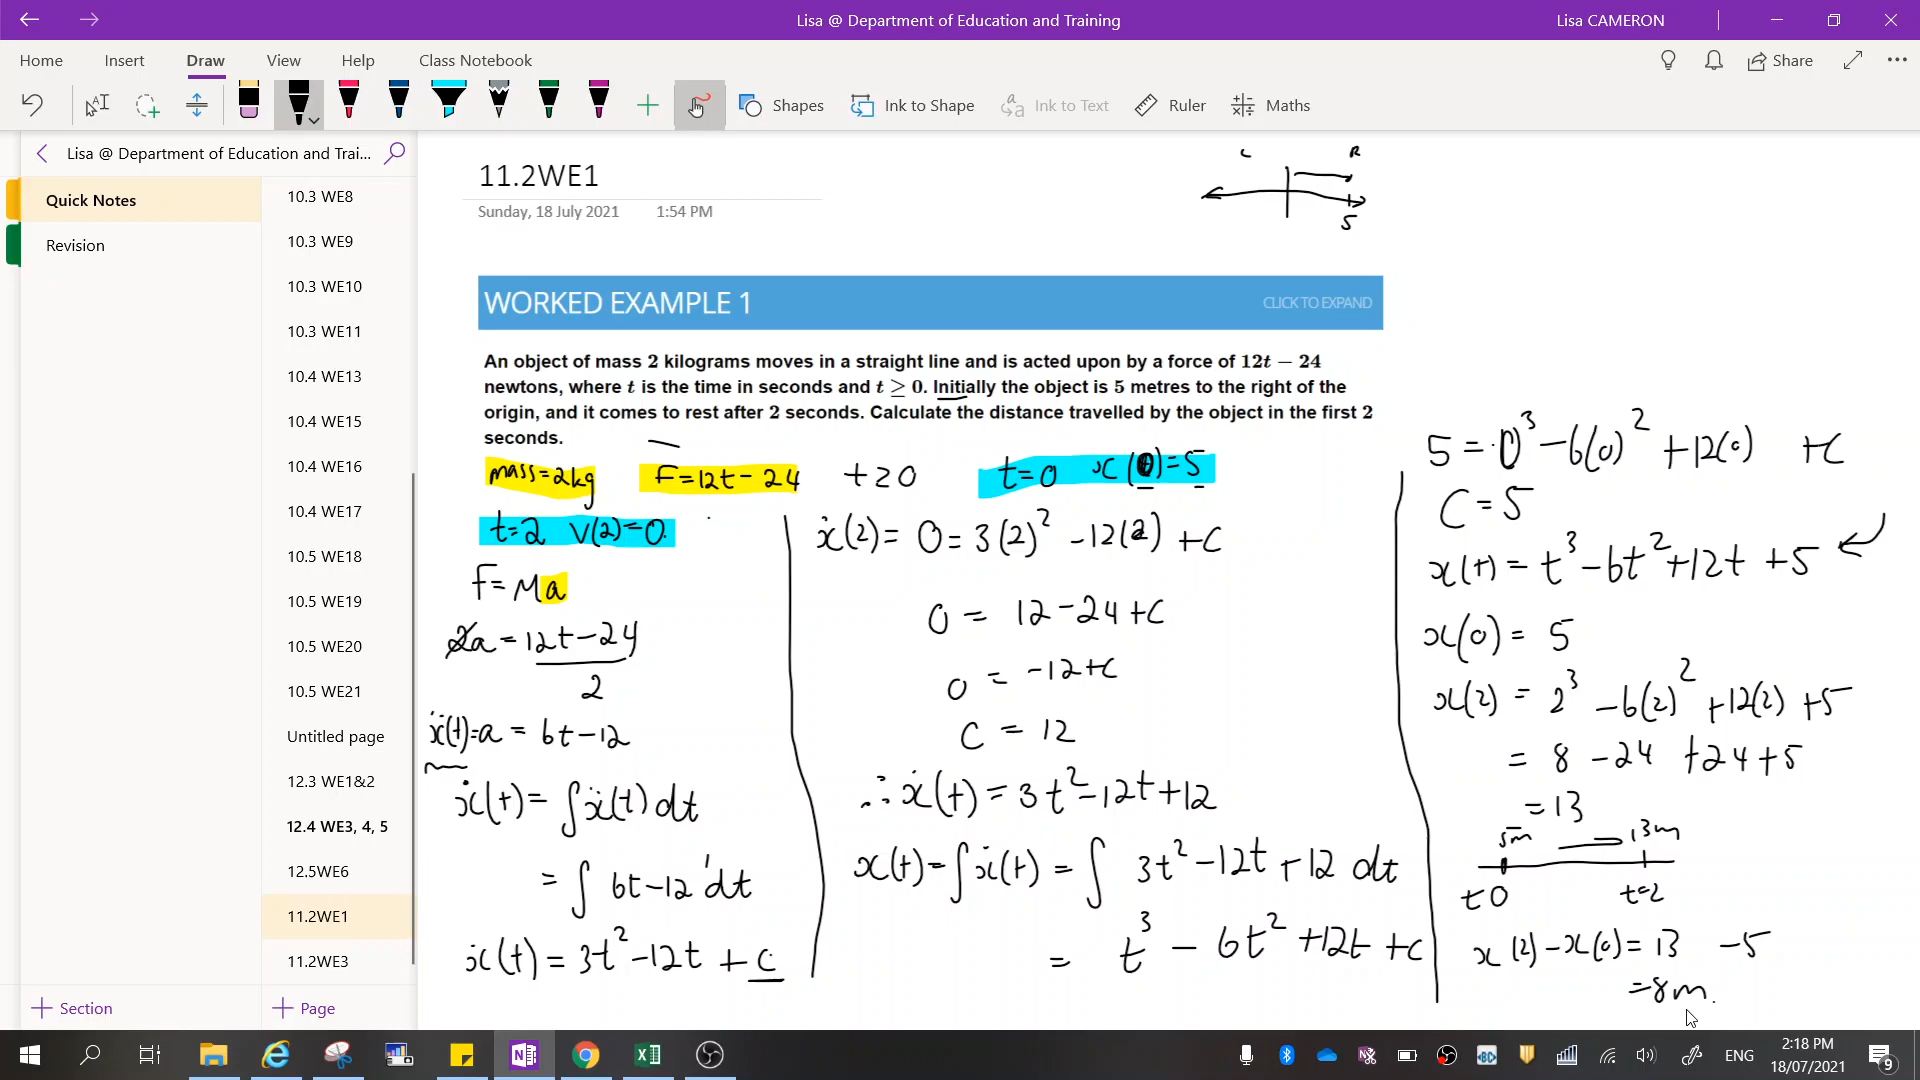 Lisa @ Department of Education and Training
Lisa CAMERON
Home
Insert
Draw
View
Help
Class Notebook
Share
Shapes
Ink to Shape
Ink to Text
Ruler
Maths
Lisa @ Department of Education and Trai...
Quick Notes
Revision
10.3 WE8
10.3 WE9
10.3 WE10
10.3 WE11
10.4 WE13
10.4 WE15
10.4 WE16
10.4 WE17
10.5 WE18
10.5 WE19
10.5 WE20
10.5 WE21
Untitled page
12.3 WE1&2
12.4 WE3, 4, 5
12.5WE6
11.2WE1
11.2WE3
Section
Page
11.2WE1
Sunday, 18 July 2021 1:54 PM
L R
5
WORKED EXAMPLE 1
CLICK TO EXPAND
An object of mass 2 kilograms moves in a straight line and is acted upon by a force of 12t − 24
newtons, where t is the time in seconds and t ≥ 0. Initially the object is 5 metres to the right of the
origin, and it comes to rest after 2 seconds. Calculate the distance travelled by the object in the first 2
seconds.
mass=2kg F=12t-24 t≥0 t=0 x(0)=5
t=2 v(2)=0
F=Ma
2a=12t-24
2
ẍ(t)=a = 6t-12
ẋ(t)= ∫ẍ(t)dt
= ∫ 6t-12 dt
ẋ(t)=3t²-12t+c
ẋ(2)= 0=3(2)²-12(2)+c
0 = 12-24+c
0 = -12+c
c = 12
∴ẋ(t)=3t²-12t+12
x(t)=∫ẋ(t)=∫ 3t²-12t+12 dt
= t³ - 6t²+12t+c
5=0³-6(0)²+12(0) +c
c=5
x(t)=t³-6t²+12t+5
x(0)= 5
x(2) = 2³-6(2)²+12(2)+5
= 8 -24 +24+5
=13
5m 13m
t 0 t=2
x(2)-x(0)=13 -5
=8m.
ENG
2:18 PM
18/07/2021
9